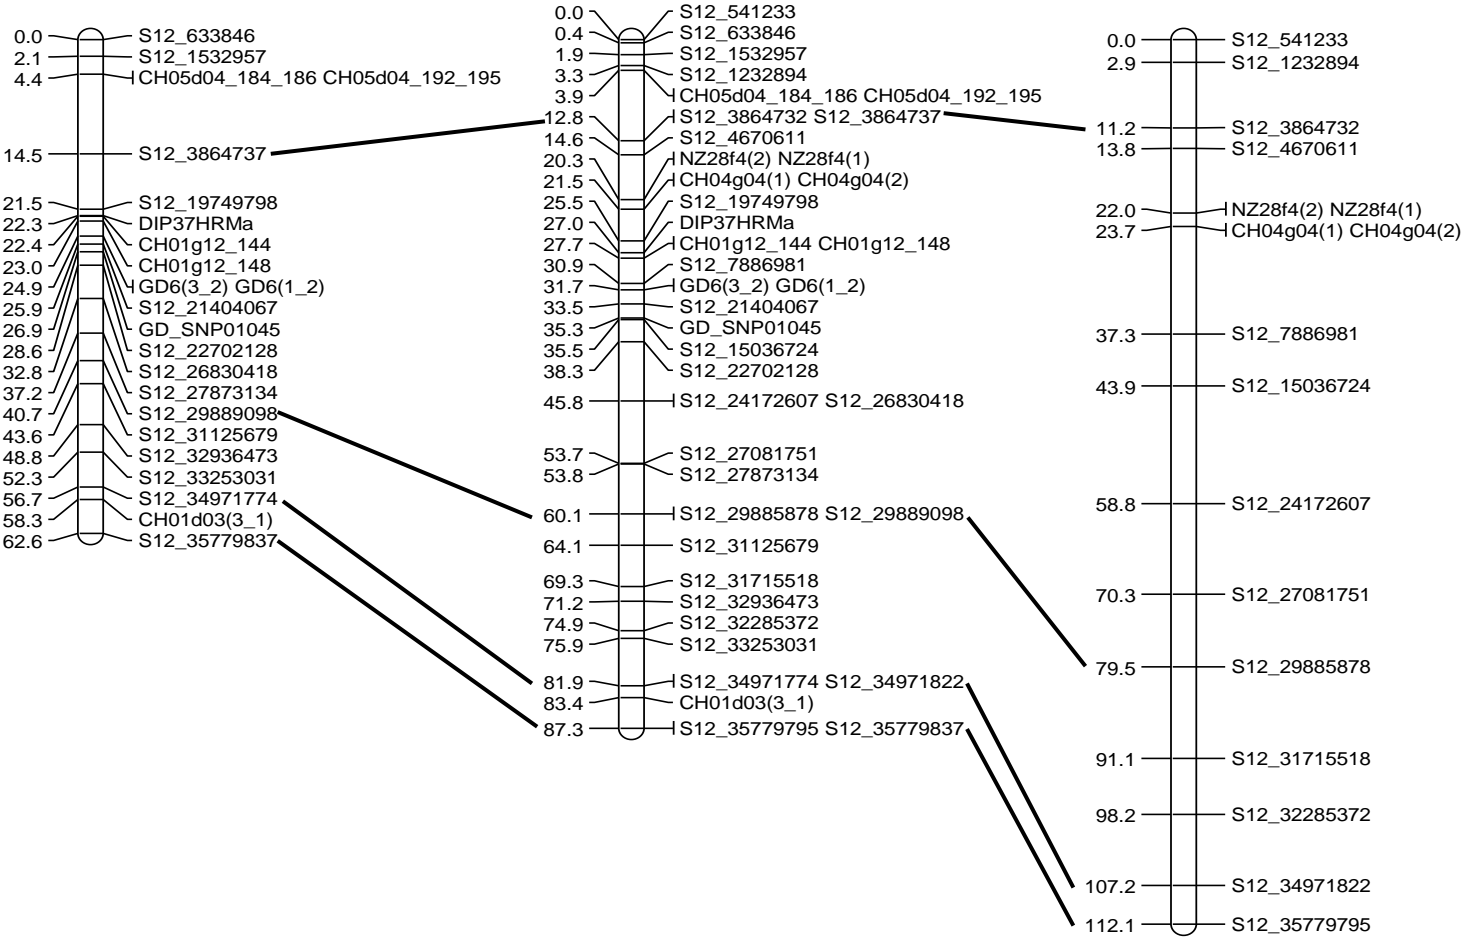 0.0 S12_633846
2.1 S12_1532957
4.4 CH05d04_184_186 CH05d04_192_195
14.5 S12_3864737
21.5 S12_19749798
22.3 DIP37HRMa
22.4 CH01g12_144
23.0 CH01g12_148
24.9 GD6(3_2) GD6(1_2)
25.9 S12_21404067
26.9 GD_SNP01045
28.6 S12_22702128
32.8 S12_26830418
37.2 S12_27873134
40.7 S12_29889098
43.6 S12_31125679
48.8 S12_32936473
52.3 S12_33253031
56.7 S12_34971774
58.3 CH01d03(3_1)
62.6 S12_35779837
0.0 S12_541233
0.4 S12_633846
1.9 S12_1532957
3.3 S12_1232894
3.9 CH05d04_184_186 CH05d04_192_195
12.8 S12_3864732 S12_3864737
14.6 S12_4670611
20.3 NZ28f4(2) NZ28f4(1)
21.5 CH04g04(1) CH04g04(2)
25.5 S12_19749798
27.0 DIP37HRMa
27.7 CH01g12_144 CH01g12_148
30.9 S12_7886981
31.7 GD6(3_2) GD6(1_2)
33.5 S12_21404067
35.3 GD_SNP01045
35.5 S12_15036724
38.3 S12_22702128
45.8 S12_24172607 S12_26830418
53.7 S12_27081751
53.8 S12_27873134
60.1 S12_29885878 S12_29889098
64.1 S12_31125679
69.3 S12_31715518
71.2 S12_32936473
74.9 S12_32285372
75.9 S12_33253031
81.9 S12_34971774 S12_34971822
83.4 CH01d03(3_1)
87.3 S12_35779795 S12_35779837
0.0 S12_541233
2.9 S12_1232894
11.2 S12_3864732
13.8 S12_4670611
22.0 NZ28f4(2) NZ28f4(1)
23.7 CH04g04(1) CH04g04(2)
37.3 S12_7886981
43.9 S12_15036724
58.8 S12_24172607
70.3 S12_27081751
79.5 S12_29885878
91.1 S12_31715518
98.2 S12_32285372
107.2 S12_34971822
112.1 S12_35779795